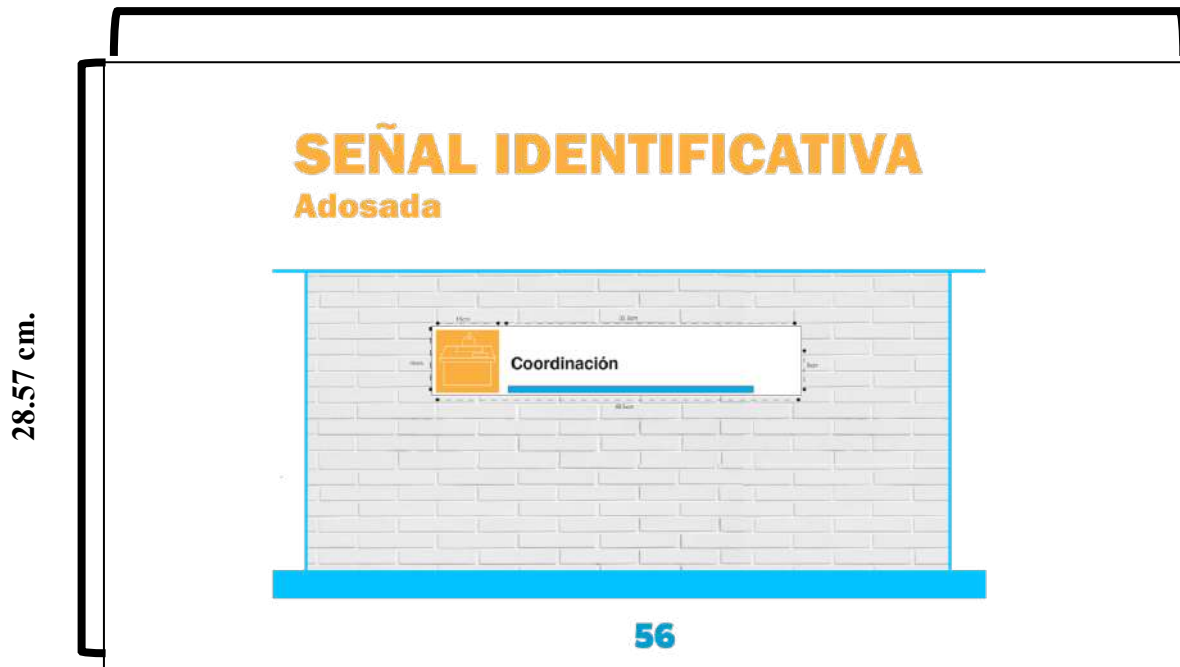 SEÑAL IDENTIFICATIVA
Adosada
28.57 cm.
Coordinación
56